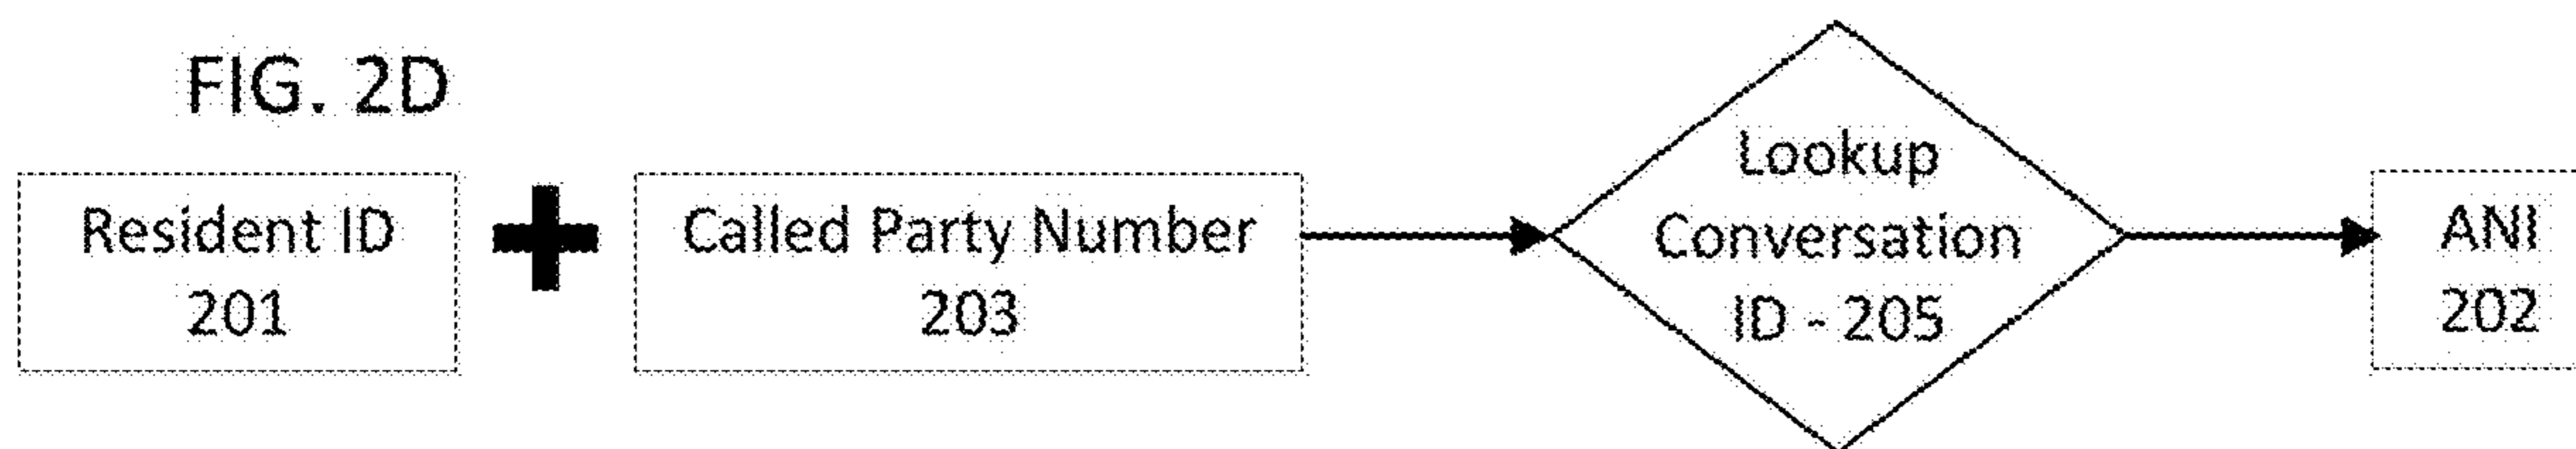 FIG. 2D
Resident ID
201
Called Party Number
203
Lookup
Conversation
ID - 205
ANI
202